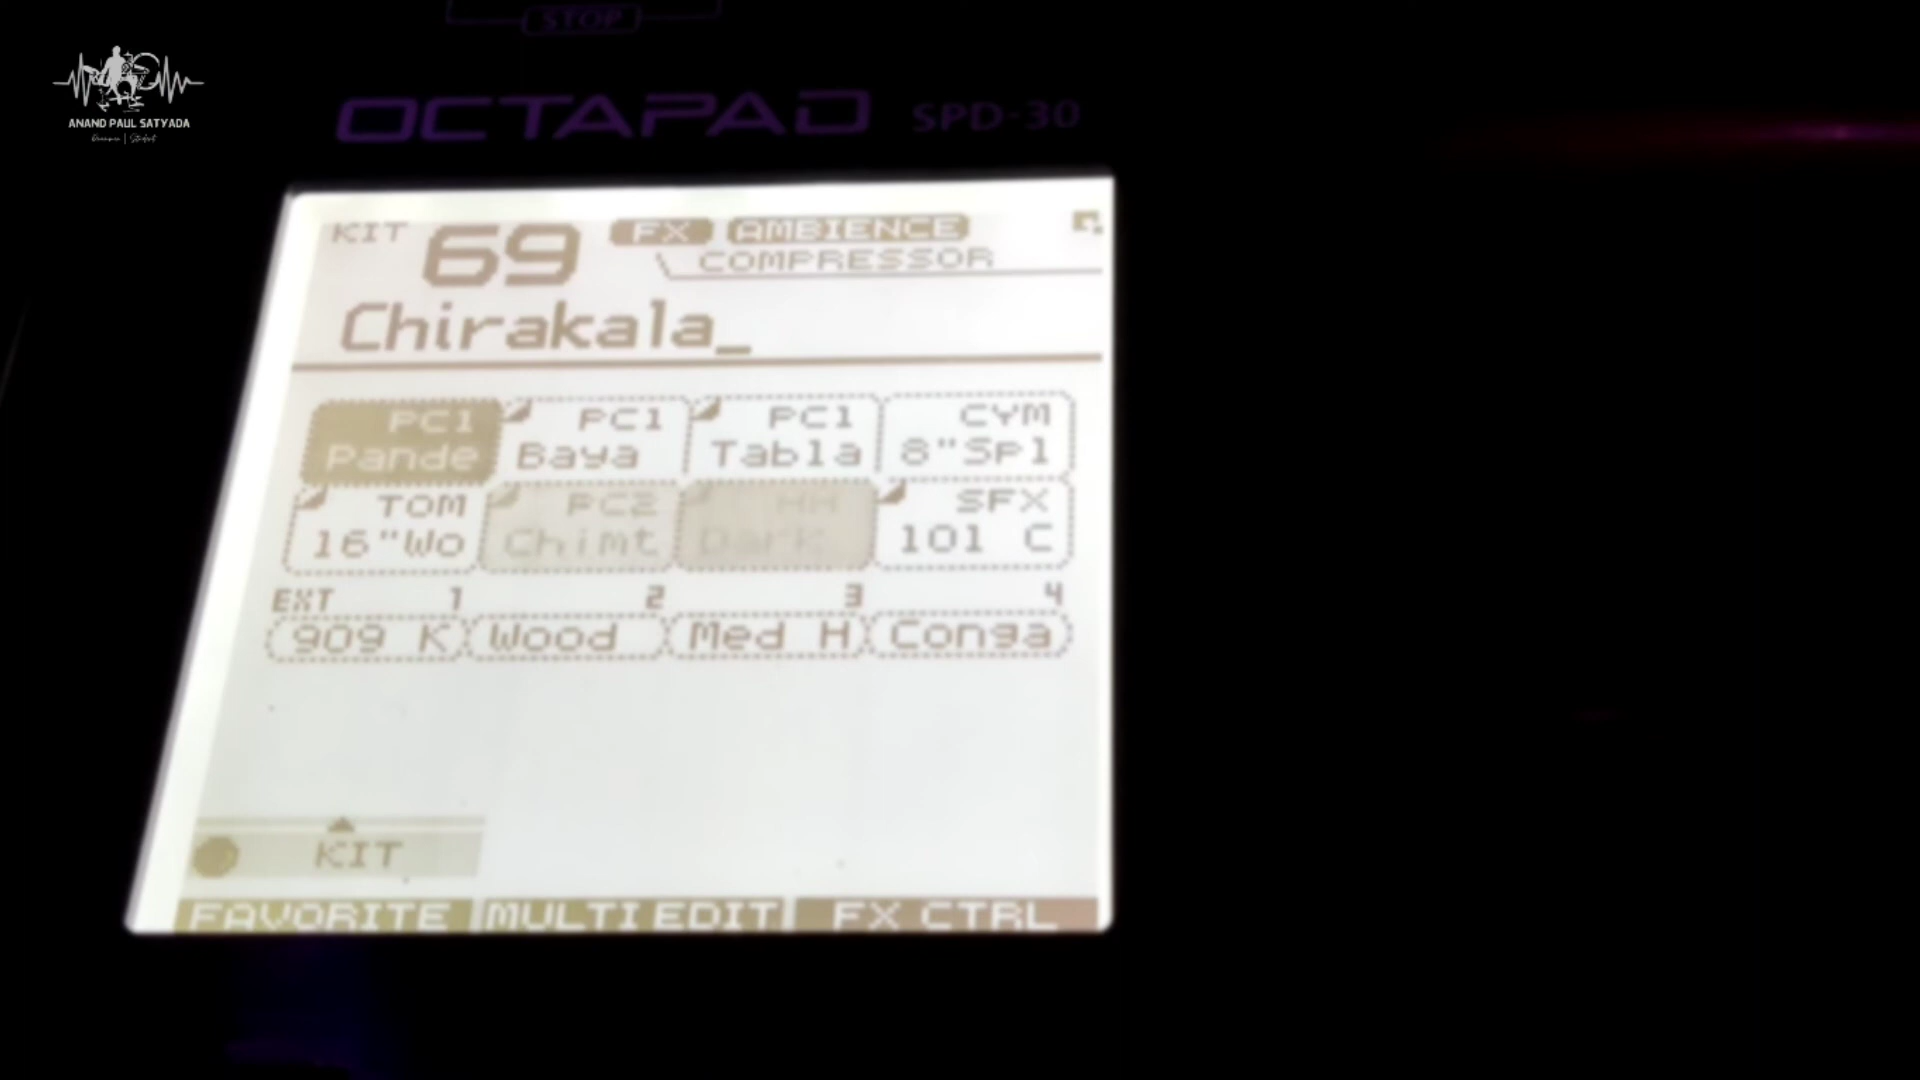 STOP
ANAND PAUL SATYADA
OCTAPAD SPD-30
KIT 69 FX AMBIENCE
COMPRESSOR
Chirakala_
PC1 PC1 PC1 CYM
Pande Baya Tabla 8"Spl
TOM PC2 HH SFX
16"Wo Chimt Dark 101 C
EXT 1 2 3 4
909 K Wood Med H Conga
KIT
FAVORITE MULTI EDIT FX CTRL